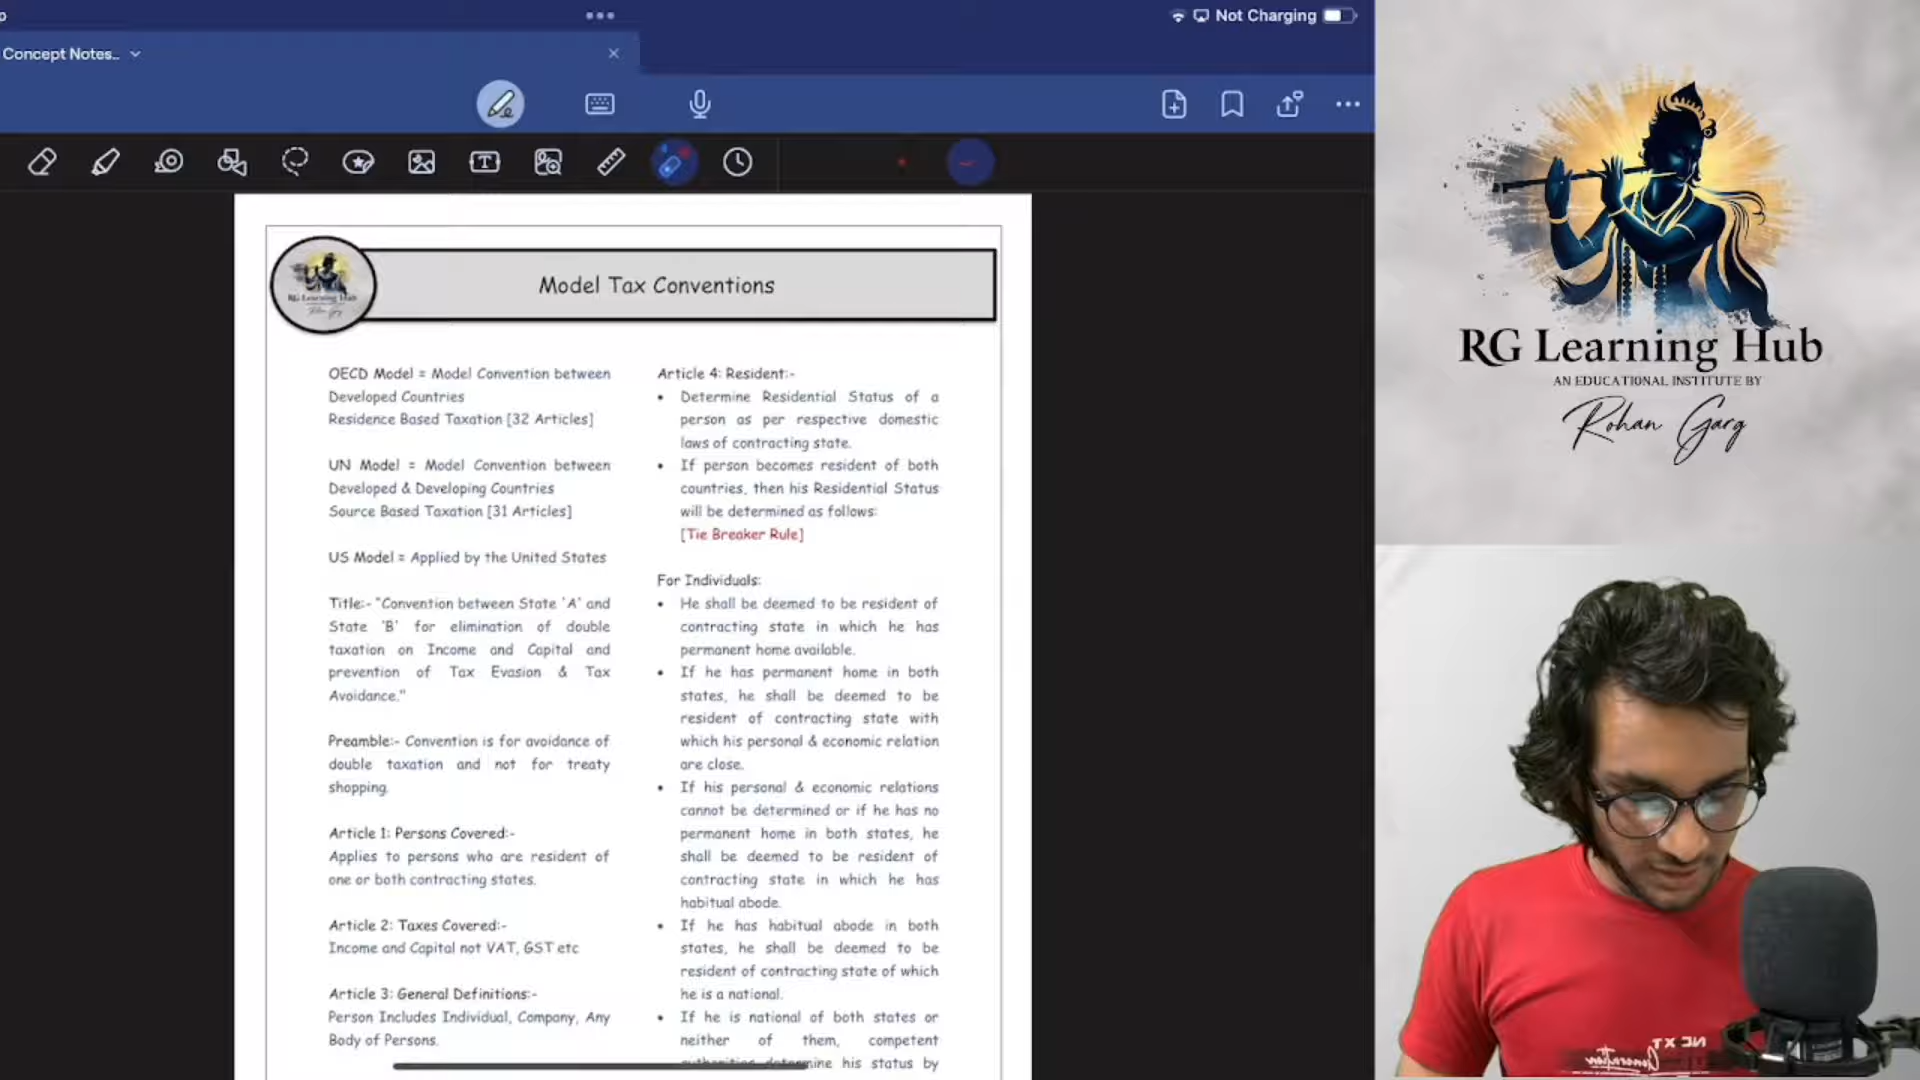 Not Charging
Concept Notes..
Model Tax Conventions
RG Learning Hub
OECD Model = Model Convention between
Developed Countries
Residence Based Taxation [32 Articles]
UN Model = Model Convention between
Developed & Developing Countries
Source Based Taxation [31 Articles]
US Model = Applied by the United States
Title:- "Convention between State 'A' and
State 'B' for elimination of double
taxation on Income and Capital and
prevention of Tax Evasion & Tax
Avoidance."
Preamble:- Convention is for avoidance of
double taxation and not for treaty
shopping.
Article 1: Persons Covered:-
Applies to persons who are resident of
one or both contracting states.
Article 2: Taxes Covered:-
Income and Capital not VAT, GST etc
Article 3: General Definitions:-
Person Includes Individual, Company, Any
Body of Persons.
Article 4: Resident:-
• Determine Residential Status of a
person as per respective domestic
laws of contracting state.
• If person becomes resident of both
countries, then his Residential Status
will be determined as follows:
[Tie Breaker Rule]
For Individuals:
• He shall be deemed to be resident of
contracting state in which he has
permanent home available.
• If he has permanent home in both
states, he shall be deemed to be
resident of contracting state with
which his personal & economic relation
are close.
• If his personal & economic relations
cannot be determined or if he has no
permanent home in both states, he
shall be deemed to be resident of
contracting state in which he has
habitual abode.
• If he has habitual abode in both
states, he shall be deemed to be
resident of contracting state of which
he is a national.
• If he is national of both states or
neither of them, competent
authorities determine his status by
RG Learning Hub
AN EDUCATIONAL INSTITUTE BY
Rohan Garg
NEXT
Convention